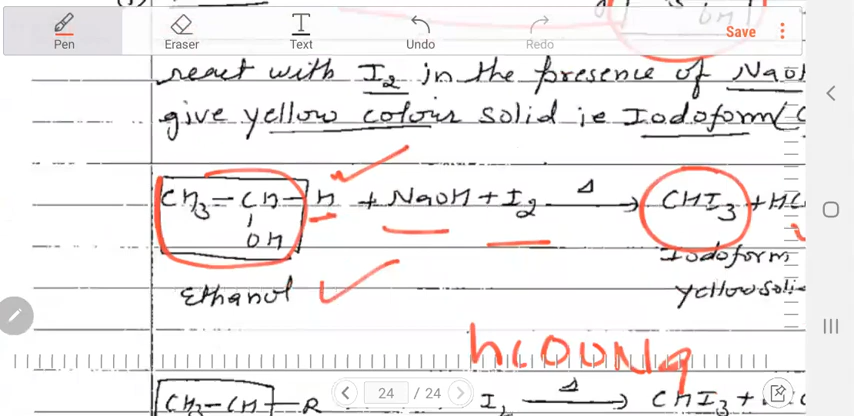 OH
Save
Pen
Eraser
Text
Undo
Redo
react with I2 in the presence of NaOH
give yellow colour solid ie Iodoform (C
CH3 - CH - H + NaOH + I2 Δ → CHI3 + HC
OH
Iodoform
Ethanol
Yellow soli
HCOONa
24 / 24
CH3 - CH - R I2 Δ → CHI3 +